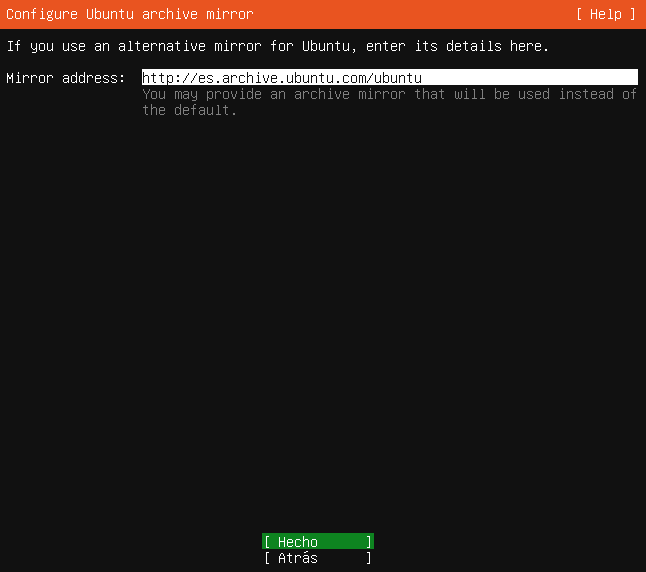 Configure Ubuntu archive mirror [ Help ]
If you use an alternative mirror for Ubuntu, enter its details here.
Mirror address: http://es.archive.ubuntu.com/ubuntu
You may provide an archive mirror that will be used instead of
the default.
[ Hecho ]
[ Atrás ]